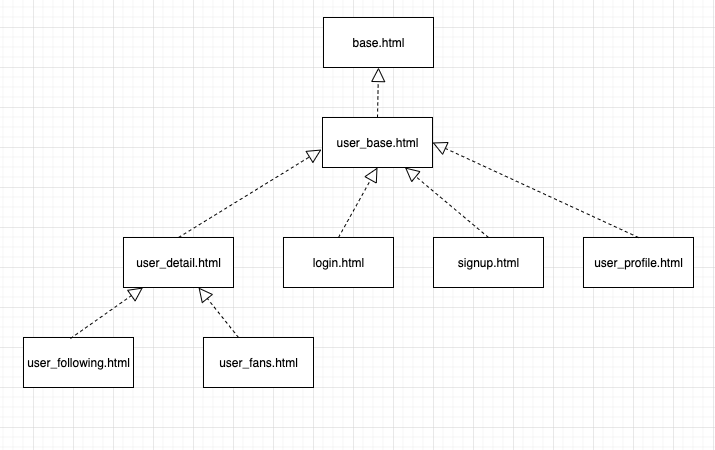 base.html
user_base.html
user_detail.html
login.html
signup.html
user_profile.html
user_following.html
user_fans.html